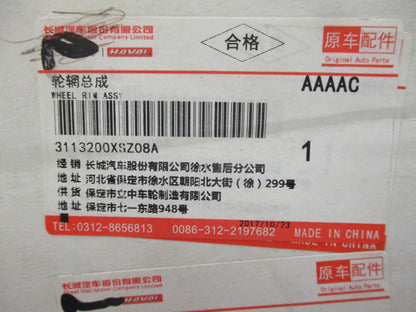 长城汽车股份有限公司
Great Wall Motor Company Limited
HAVAL
合格
原车配件
Original Auto Parts
轮辋总成
WHEEL RIM ASSY
AAAAC
3113200XSZ08A
1
经 销 长城汽车股份有限公司徐水售后分公司
地 址 河北省保定市徐水区朝阳北大街（徐）299号
供 货 保定市立中车轮制造有限公司
地 址 保定市七一东路948号
2017/10/23
TEL:0312-8656813 0086-312-2197682 MADE IN CHINA
IN CHINA
长城汽车股份有限公司
Great Wall Motor Company Limited
HAVAL
原车配件
Original Auto Parts